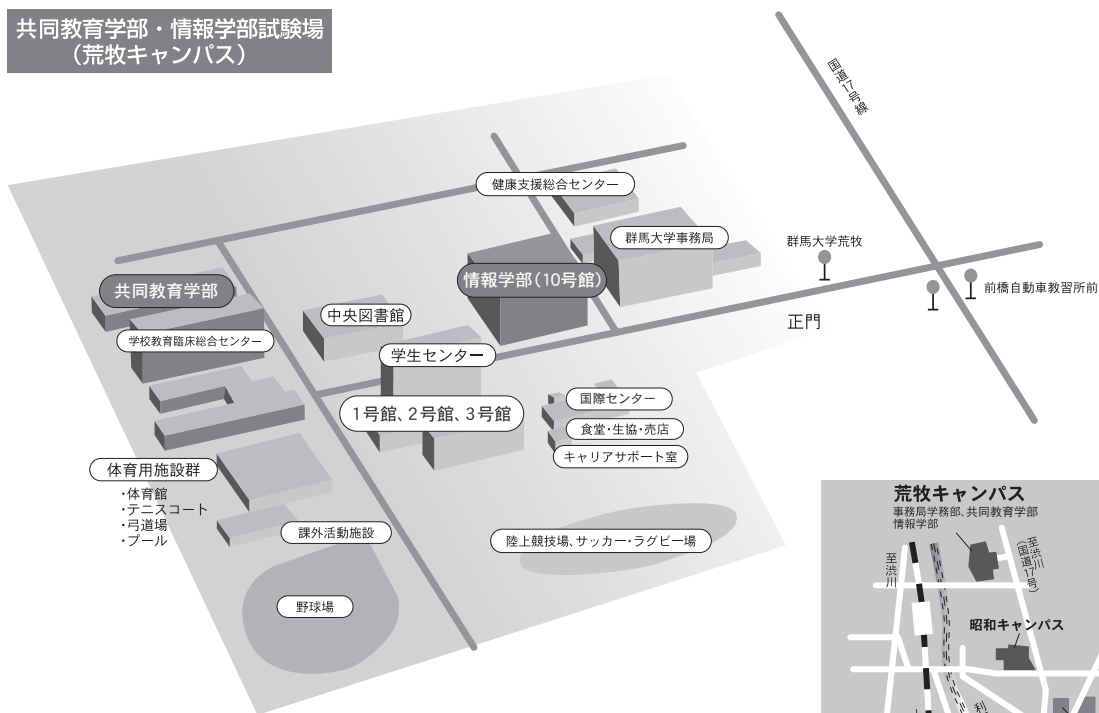 共同教育学部・情報学部試験場
（荒牧キャンパス）
国道17号線
健康支援総合センター
群馬大学事務局
群馬大学荒牧
情報学部（10号館）
前橋自動車教習所前
共同教育学部
中央図書館
正門
学校教育臨床総合センター
学生センター
国際センター
1号館、2号館、3号館
食堂・生協・売店
キャリアサポート室
体育用施設群
・体育館
・テニスコート
・弓道場
・プール
課外活動施設
陸上競技場、サッカー・ラグビー場
野球場
荒牧キャンパス
事務局学務部、共同教育学部
情報学部
至渋川
至渋川
（国道17号）
昭和キャンパス
利